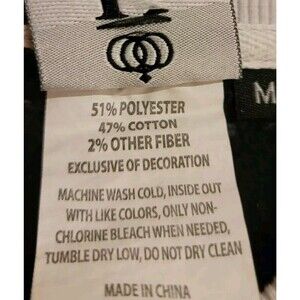 51% POLYESTER
47% COTTON
2% OTHER FIBER
EXCLUSIVE OF DECORATION
MACHINE WASH COLD, INSIDE OUT
WITH LIKE COLORS, ONLY NON-
CHLORINE BLEACH WHEN NEEDED,
TUMBLE DRY LOW, DO NOT DRY CLEAN
MADE IN CHINA
M